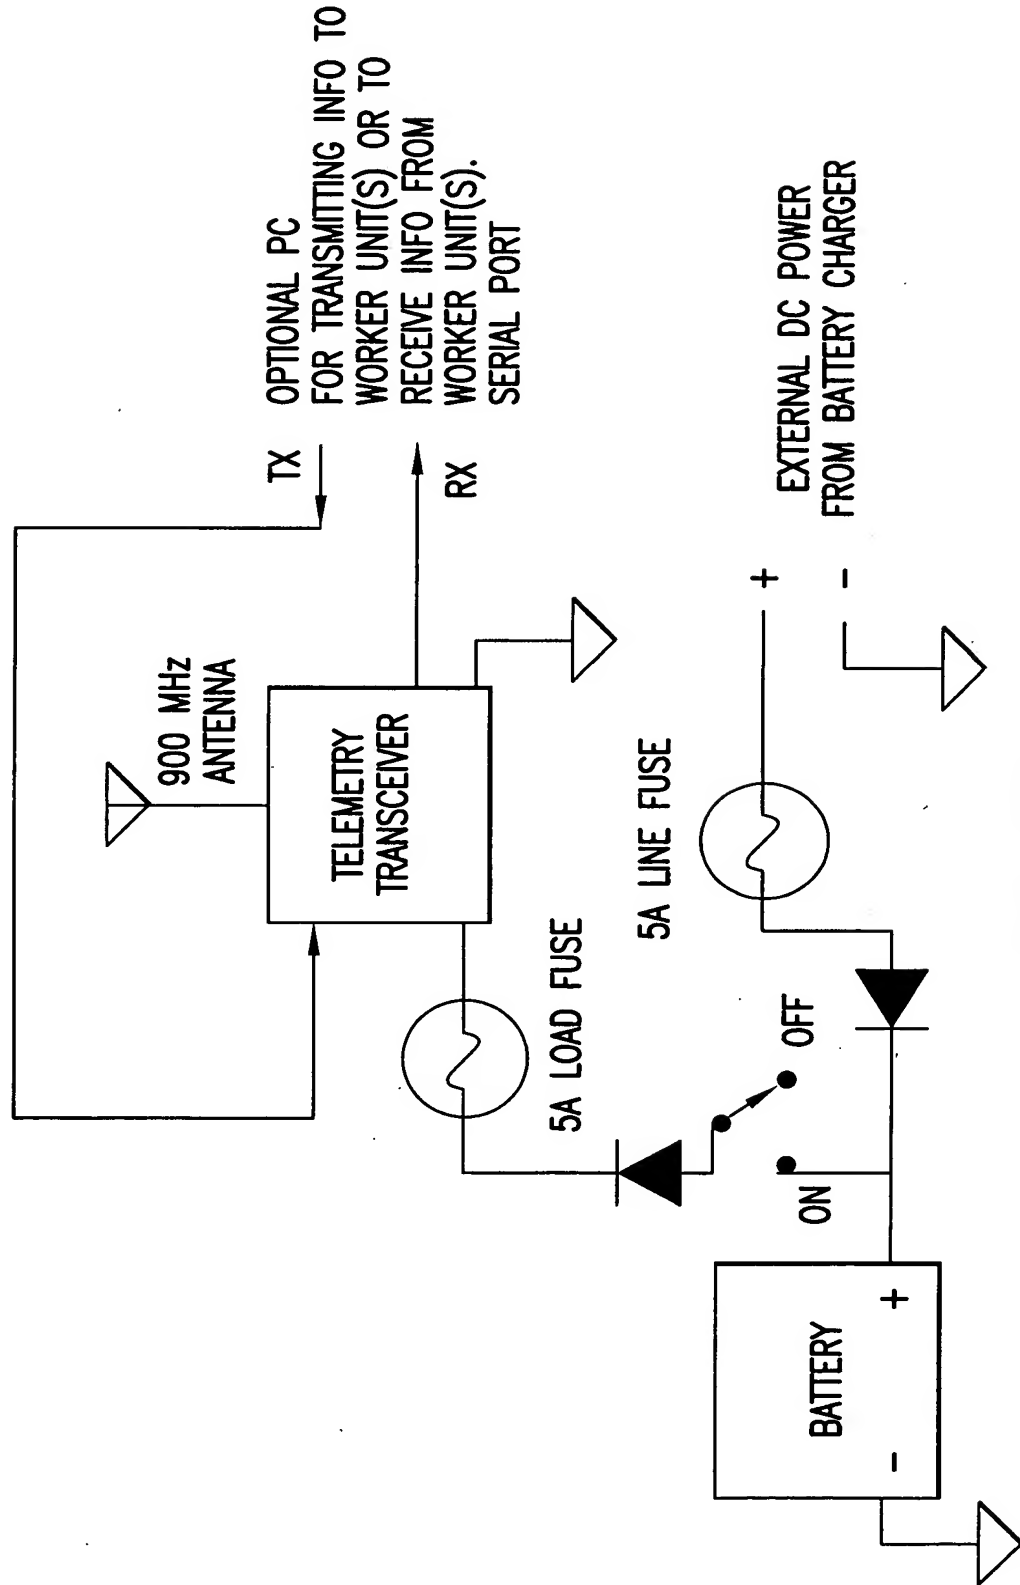 OPTIONAL PC
FOR TRANSMITTING INFO TO
WORKER UNIT(S) OR TO
RECEIVE INFO FROM
WORKER UNIT(S).
SERIAL PORT
TX
RX
900 MHz
ANTENNA
TELEMETRY
TRANSCEIVER
5A LOAD FUSE
5A LINE FUSE
EXTERNAL DC POWER
FROM BATTERY CHARGER
+
-
OFF
ON
BATTERY
-
+